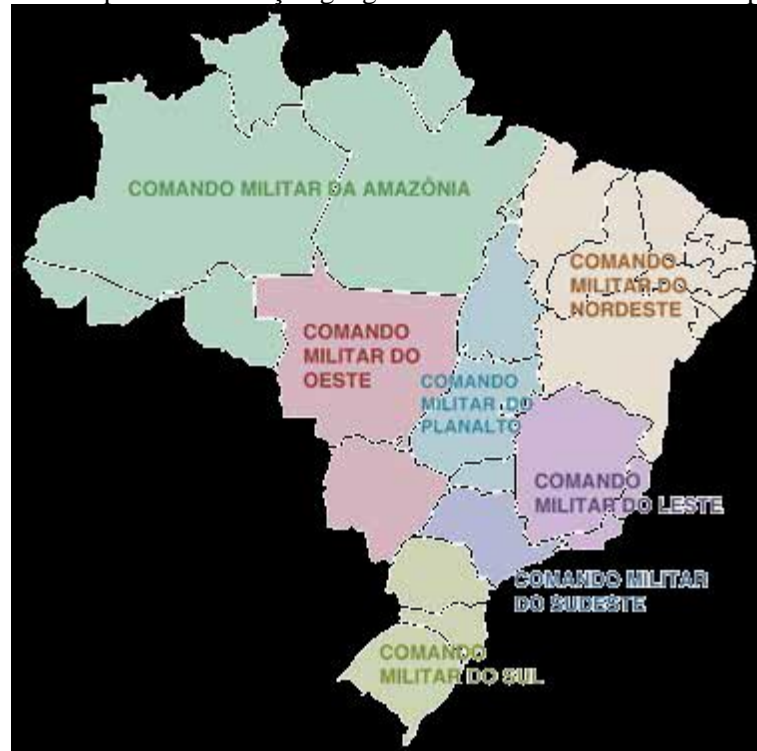 COMANDO MILITAR DA AMAZÔNIA
COMANDO
MILITAR DO
NORDESTE
COMANDO
MILITAR DO
OESTE
COMANDO
MILITAR DO
PLANALTO
COMANDO
MILITAR DO LESTE
COMANDO MILITAR
DO SUDESTE
COMANDO
MILITAR DO SUL